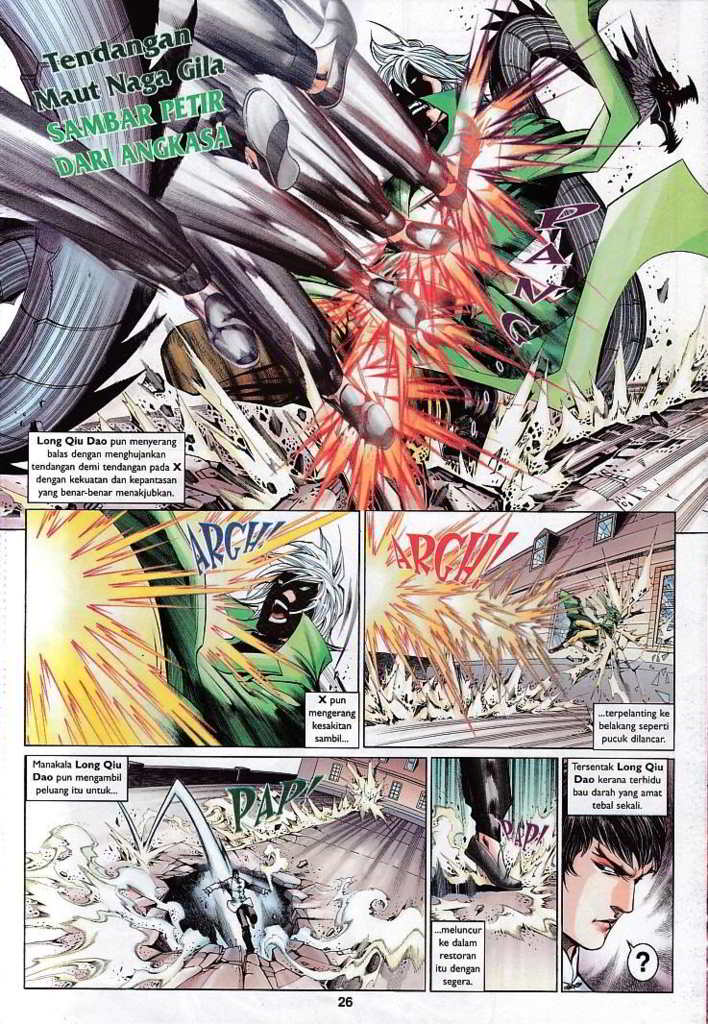 Tendangan
Maut Naga Gila
SAMBAR PETIR
DARI ANGKASA
PANG
Long Qiu Dao pun menyerang
balas dengan menghujankan
tendangan demi tendangan pada X
dengan kekuatan dan kepantasan
yang benar-benar menakjubkan.
ARGH!
X pun
mengerang
kesakitan
sambil...
ARGH!
...terpelanting ke
belakang seperti
pucuk dilancar.
Manakala Long Qiu
Dao pun mengambil
peluang itu untuk...
PAP!
PAP!
...meluncur
ke dalam
restoran
itu dengan
segera.
Tersentak Long Qiu
Dao kerana terhidu
bau darah yang amat
tebal sekali.
?
26